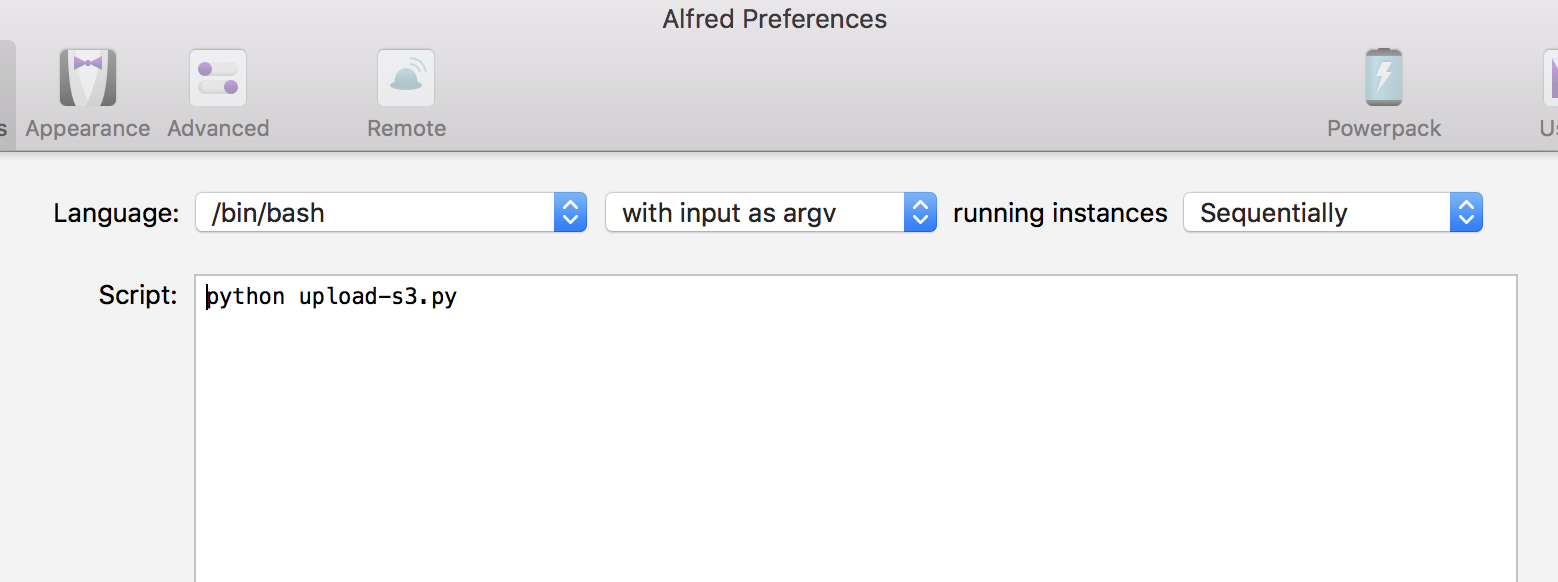 Alfred Preferences
Appearance Advanced Remote Powerpack
Language: /bin/bash with input as argv running instances Sequentially
Script: python upload-s3.py